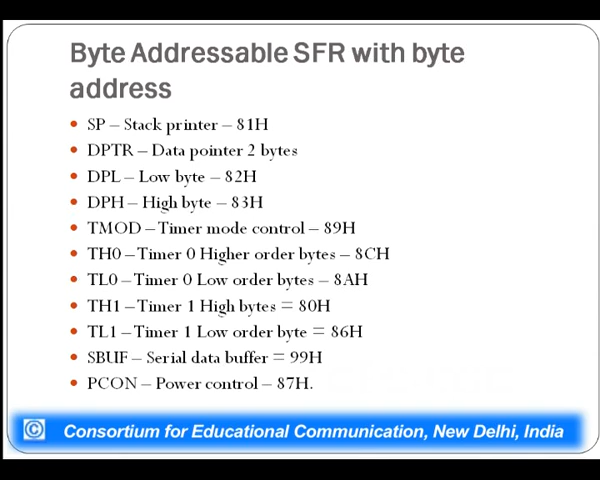 Byte Addressable SFR with byte
address
• SP – Stack printer – 81H
• DPTR – Data pointer 2 bytes
• DPL – Low byte – 82H
• DPH – High byte – 83H
• TMOD – Timer mode control – 89H
• TH0 – Timer 0 Higher order bytes – 8CH
• TL0 – Timer 0 Low order bytes – 8AH
• TH1 – Timer 1 High bytes = 80H
• TL1 – Timer 1 Low order byte = 86H
• SBUF – Serial data buffer = 99H
• PCON – Power control – 87H.
© Consortium for Educational Communication, New Delhi, India